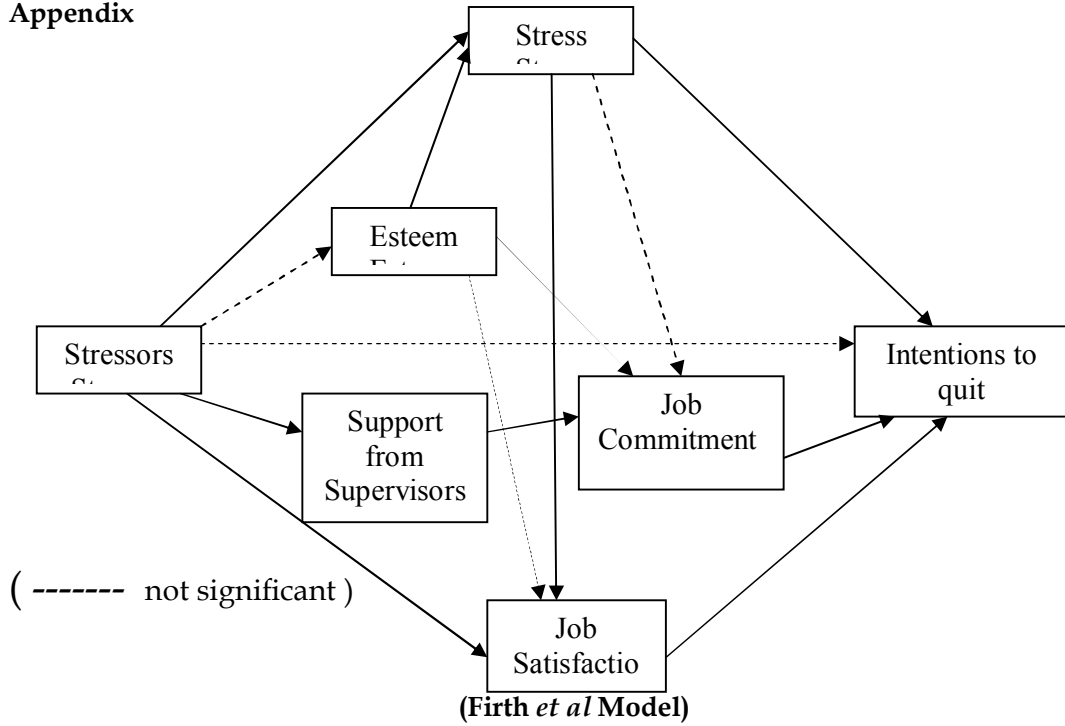 Appendix
Stress
Esteem
Stressors
Intentions to
quit
Support
from
Supervisors
Job
Commitment
( ------- not significant )
Job
Satisfactio
(Firth et al Model)